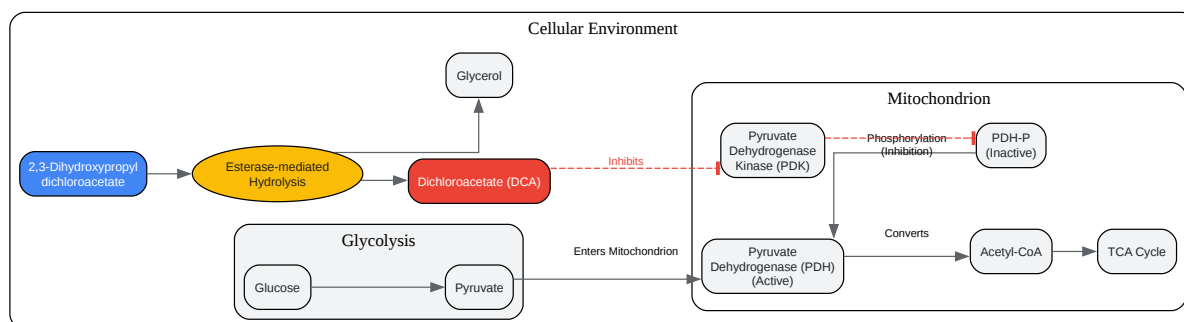 Cellular Environment
Glycerol
Mitochondrion
2,3-Dihydroxypropyl
dichloroacetate
Esterase-mediated
Hydrolysis
Dichloroacetate (DCA)
Inhibits
Pyruvate
Dehydrogenase
Kinase (PDK)
Phosphorylation
(Inhibition)
PDH-P
(Inactive)
Glycolysis
Glucose
Pyruvate
Enters Mitochondrion
Pyruvate
Dehydrogenase (PDH)
(Active)
Converts
Acetyl-CoA
TCA Cycle